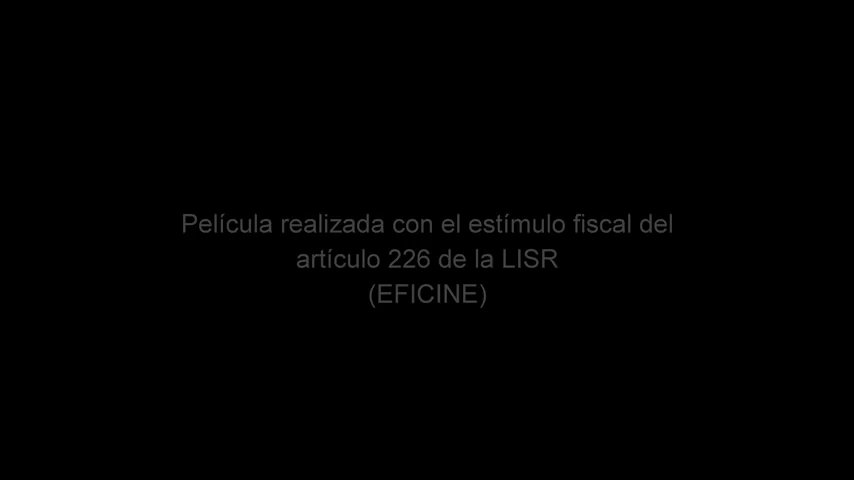 Película realizada con el estímulo fiscal del
artículo 226 de la LISR
(EFICINE)